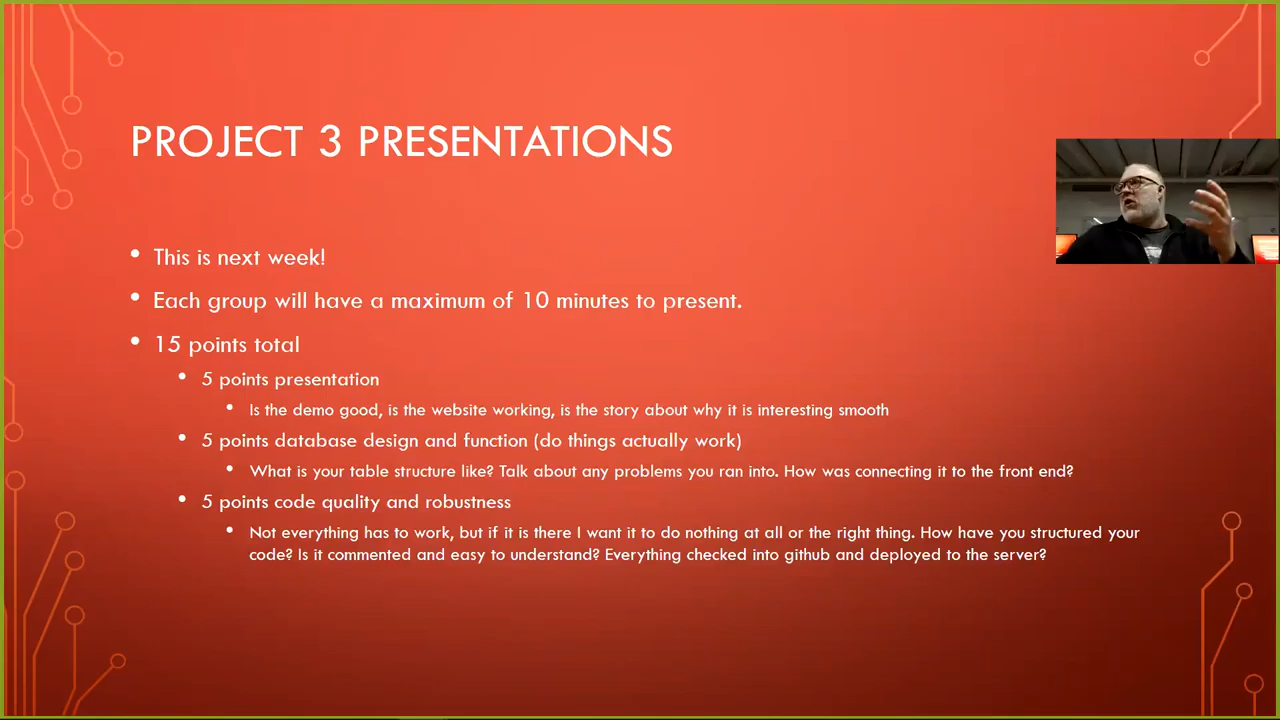 PROJECT 3 PRESENTATIONS
• This is next week!
• Each group will have a maximum of 10 minutes to present.
• 15 points total
• 5 points presentation
• Is the demo good, is the website working, is the story about why it is interesting smooth
• 5 points database design and function (do things actually work)
• What is your table structure like? Talk about any problems you ran into. How was connecting it to the front end?
• 5 points code quality and robustness
• Not everything has to work, but if it is there I want it to do nothing at all or the right thing. How have you structured your
code? Is it commented and easy to understand? Everything checked into github and deployed to the server?